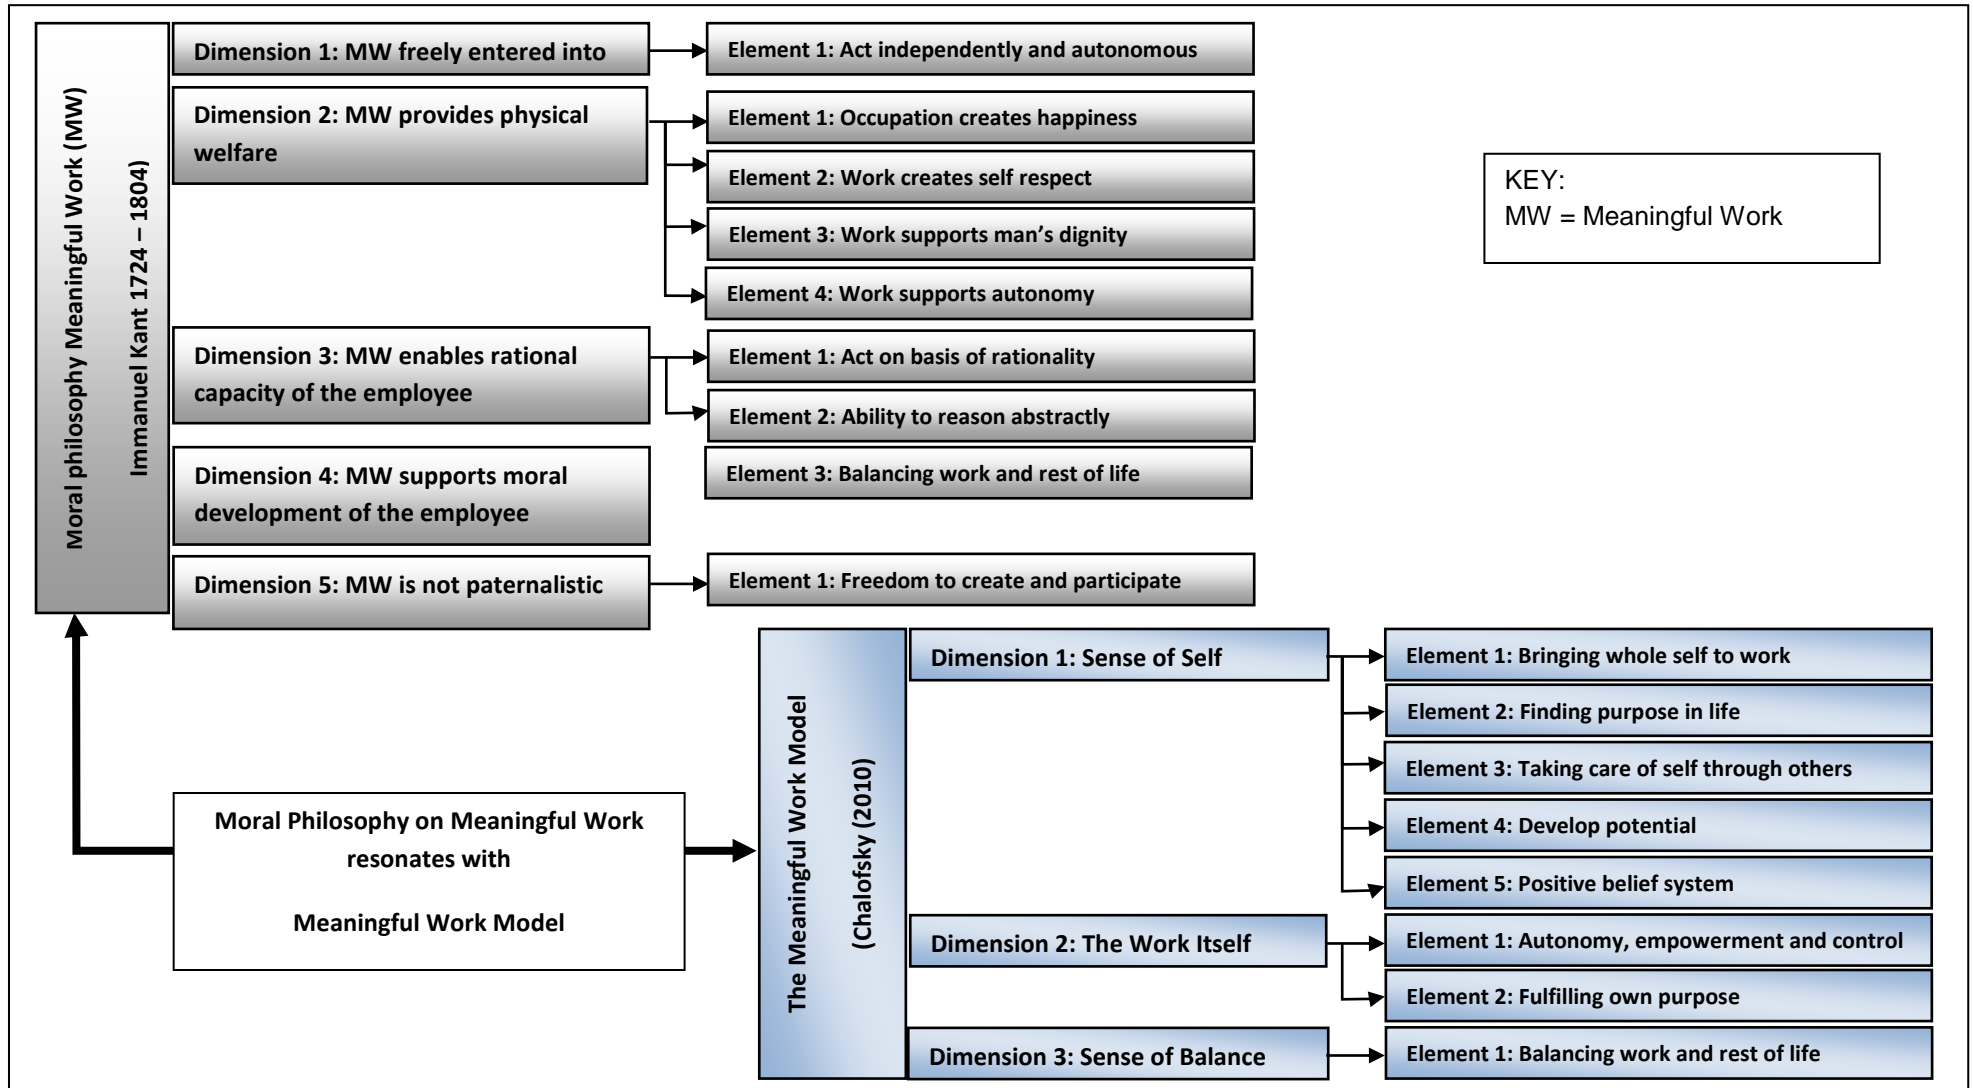 Moral philosophy Meaningful Work (MW)
Immanuel Kant 1724 – 1804)
Dimension 1: MW freely entered into
Element 1: Act independently and autonomous
Dimension 2: MW provides physical
welfare
Element 1: Occupation creates happiness
Element 2: Work creates self respect
Element 3: Work supports man’s dignity
Element 4: Work supports autonomy
Dimension 3: MW enables rational
capacity of the employee
Element 1: Act on basis of rationality
Element 2: Ability to reason abstractly
Element 3: Balancing work and rest of life
Dimension 4: MW supports moral
development of the employee
Dimension 5: MW is not paternalistic
Element 1: Freedom to create and participate
KEY:
MW = Meaningful Work
Moral Philosophy on Meaningful Work
resonates with
Meaningful Work Model
The Meaningful Work Model
(Chalofsky (2010)
Dimension 1: Sense of Self
Element 1: Bringing whole self to work
Element 2: Finding purpose in life
Element 3: Taking care of self through others
Element 4: Develop potential
Element 5: Positive belief system
Dimension 2: The Work Itself
Element 1: Autonomy, empowerment and control
Element 2: Fulfilling own purpose
Dimension 3: Sense of Balance
Element 1: Balancing work and rest of life